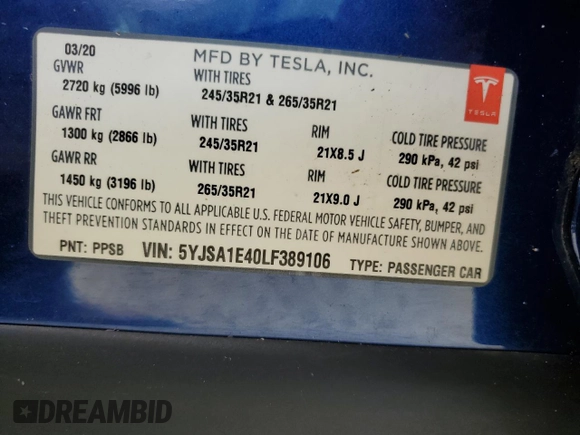 03/20
MFD BY TESLA, INC.
GVWR
2720 kg (5996 lb)
WITH TIRES
245/35R21 & 265/35R21
TESLA
GAWR FRT
1300 kg (2866 lb)
WITH TIRES
245/35R21
RIM
21X8.5 J
COLD TIRE PRESSURE
290 kPa, 42 psi
GAWR RR
1450 kg (3196 lb)
WITH TIRES
265/35R21
RIM
21X9.0 J
COLD TIRE PRESSURE
290 kPa, 42 psi
THIS VEHICLE CONFORMS TO ALL APPLICABLE U.S. FEDERAL MOTOR VEHICLE SAFETY, BUMPER, AND
THEFT PREVENTION STANDARDS IN EFFECT ON THE DATE OF MANUFACTURE SHOWN ABOVE.
PNT: PPSB VIN: 5YJSA1E40LF389106 TYPE: PASSENGER CAR
DREAMBID